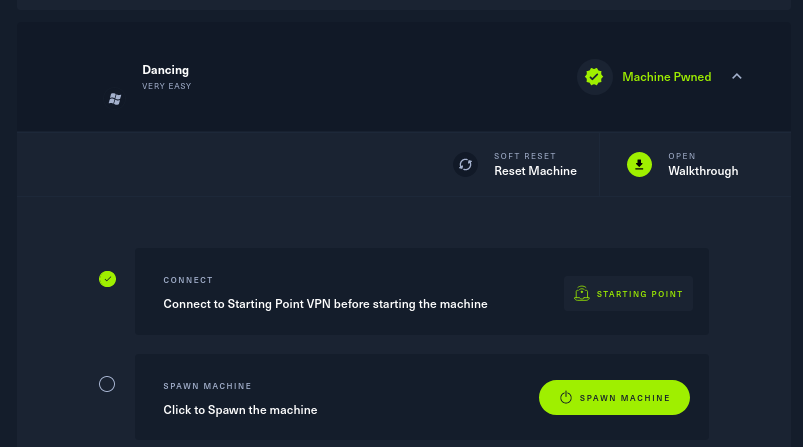 Dancing
VERY EASY
Machine Pwned
SOFT RESET
Reset Machine
OPEN
Walkthrough
CONNECT
Connect to Starting Point VPN before starting the machine
STARTING POINT
SPAWN MACHINE
Click to Spawn the machine
SPAWN MACHINE